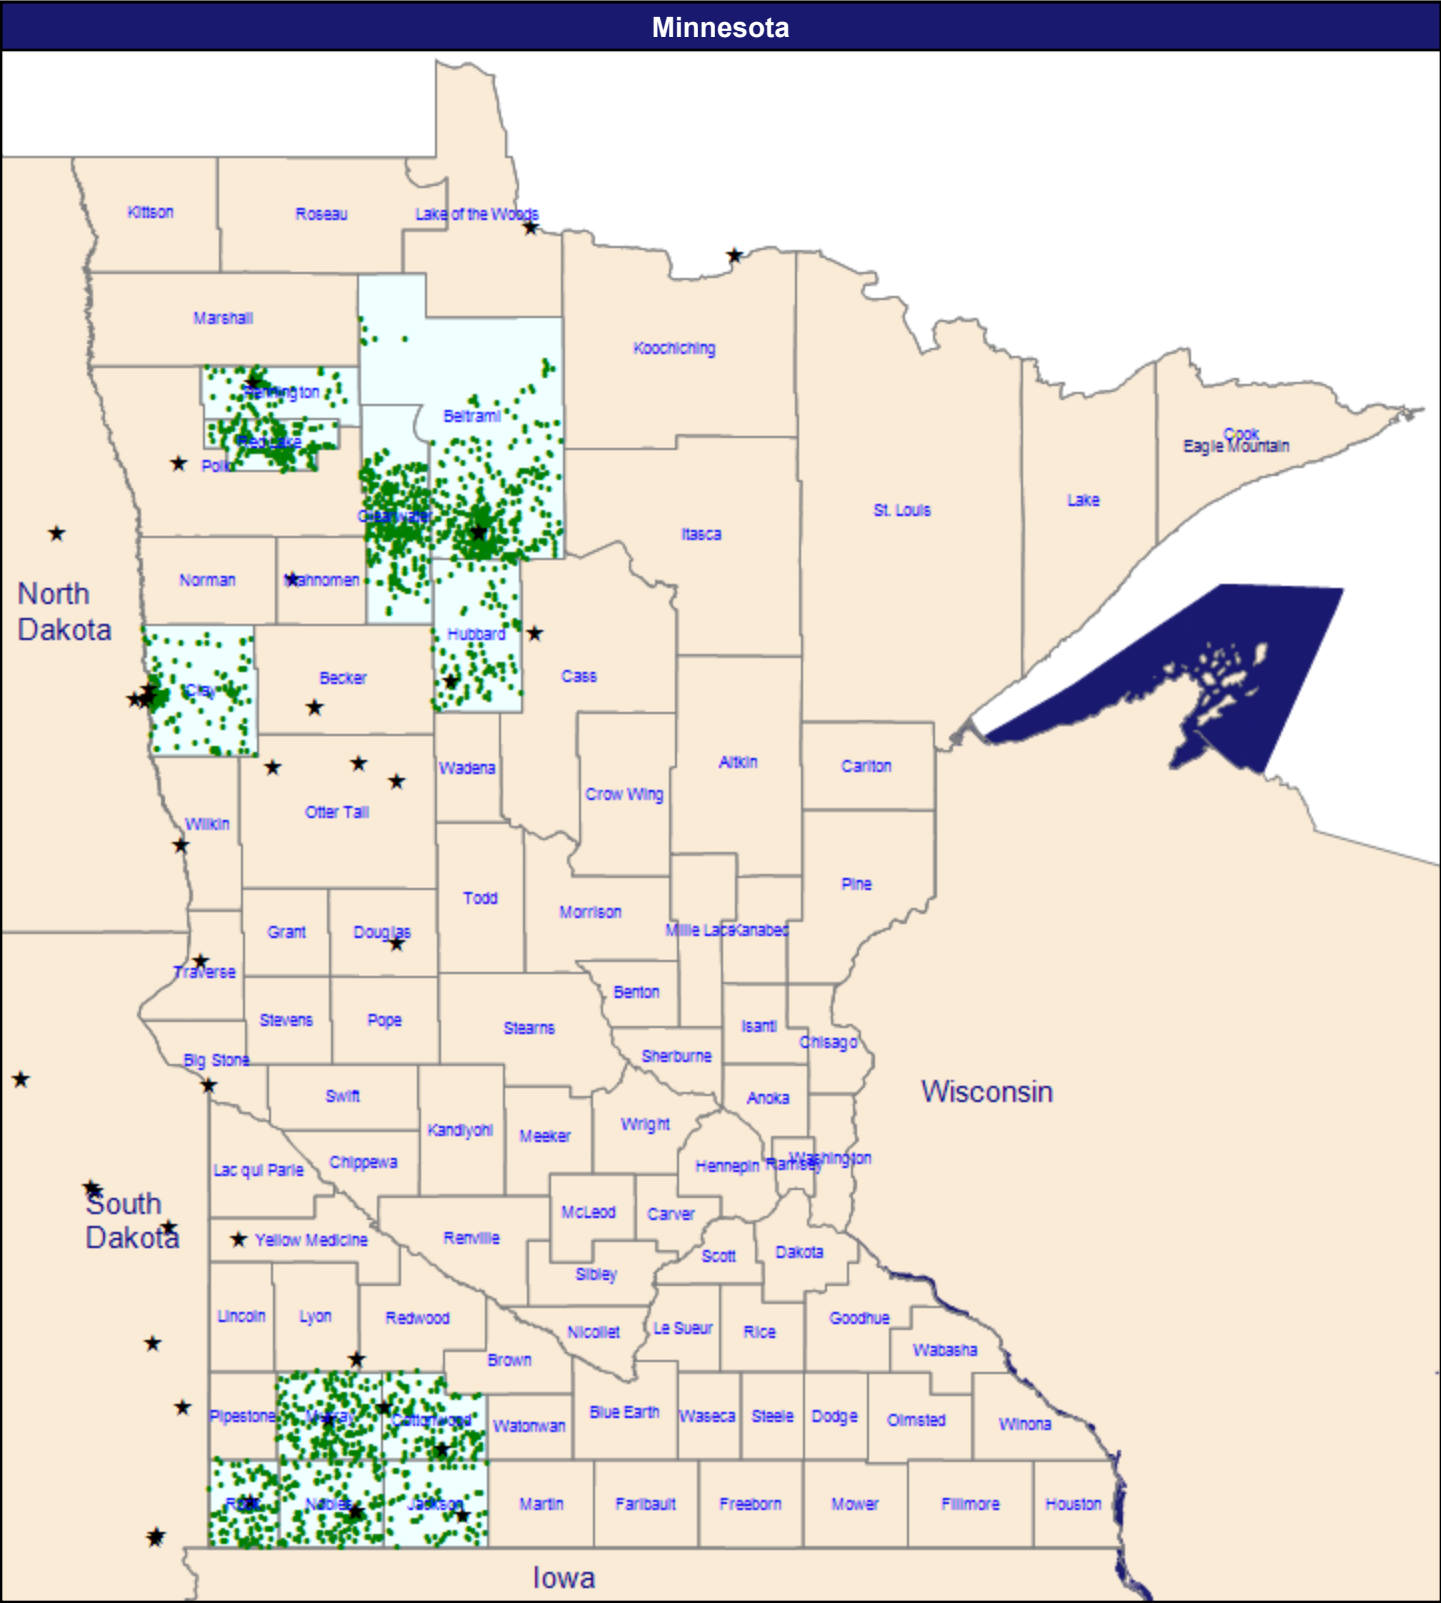 Minnesota
Kittson
Roseau
Lake of the Woods
Marshall
Koochiching
Pennington
Beltrami
Red Lake
Polk
Cook
Eagle Mountain
Lake
St. Louis
Clearwater
Itasca
Norman
Mahnomen
North
Dakota
Hubbard
Cass
Becker
Clay
Wadena
Aitkin
Carlton
Crow Wing
Otter Tail
Wilkin
Pine
Todd
Morrison
Grant
Douglas
Mille Lacs
Kanabec
Traverse
Benton
Stevens
Pope
Stearns
Isanti
Chisago
Sherburne
Big Stone
Wisconsin
Swift
Anoka
Kandiyohi
Meeker
Wright
Chippewa
Hennepin
Ramsey
Washington
Lac qui Parle
South
Dakota
McLeod
Carver
Yellow Medicine
Renville
Scott
Dakota
Sibley
Lincoln
Lyon
Redwood
Nicollet
Le Sueur
Rice
Goodhue
Wabasha
Brown
Pipestone
Murray
Cottonwood
Watonwan
Blue Earth
Waseca
Steele
Dodge
Olmsted
Winona
Rock
Nobles
Jackson
Martin
Faribault
Freeborn
Mower
Fillmore
Houston
Iowa